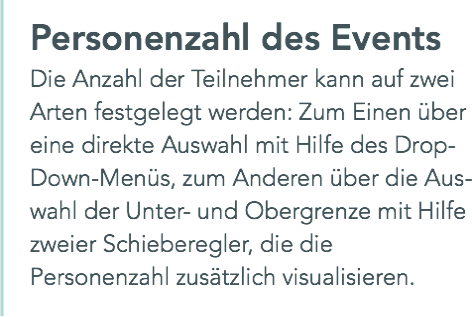 Personenzahl des Events
Die Anzahl der Teilnehmer kann auf zwei
Arten festgelegt werden: Zum Einen über
eine direkte Auswahl mit Hilfe des Drop-
Down-Menüs, zum Anderen über die Aus-
wahl der Unter- und Obergrenze mit Hilfe
zweier Schieberegler, die die
Personenzahl zusätzlich visualisieren.